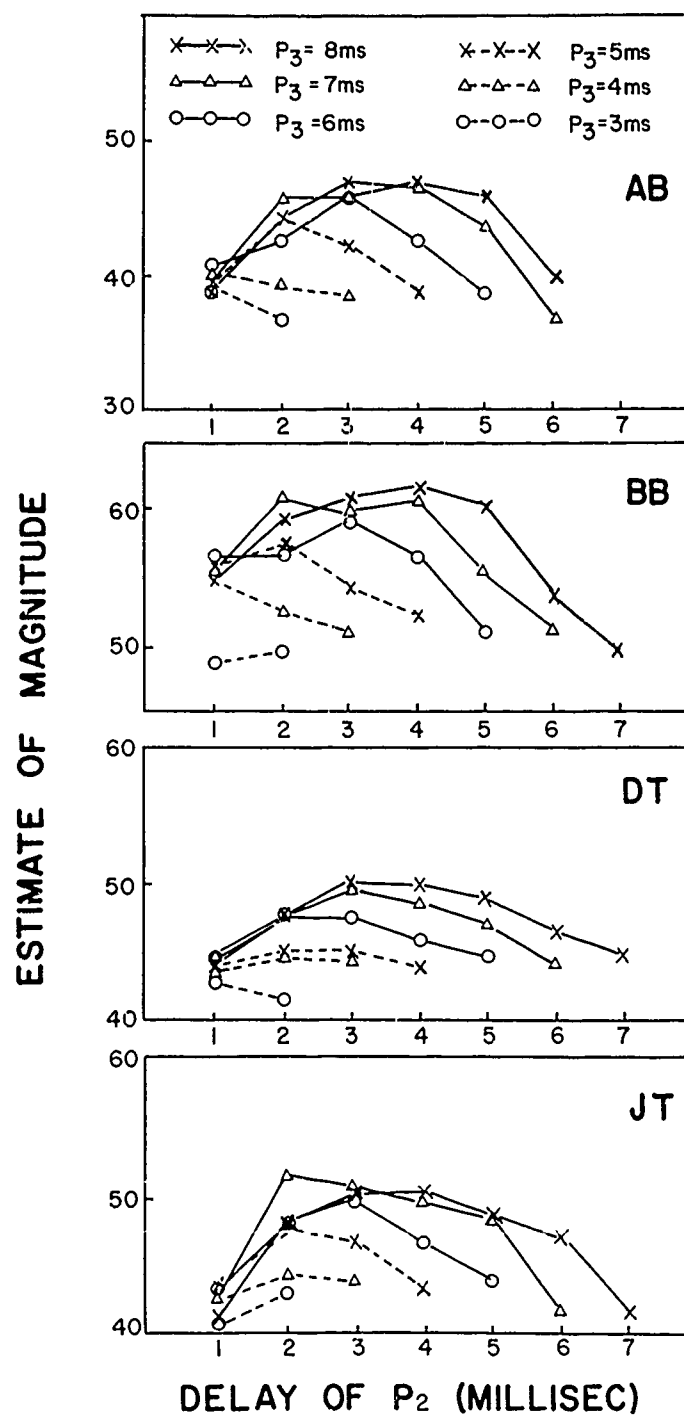 P3 = 8ms
P3 = 5ms
P3 = 7ms
P3 = 4ms
P3 = 6ms
P3 = 3ms
AB
50
40
30
1 2 3 4 5 6 7
BB
60
50
1 2 3 4 5 6 7
DT
60
50
40
1 2 3 4 5 6 7
JT
60
50
40
1 2 3 4 5 6 7
ESTIMATE OF MAGNITUDE
DELAY OF P2 (MILLISEC)